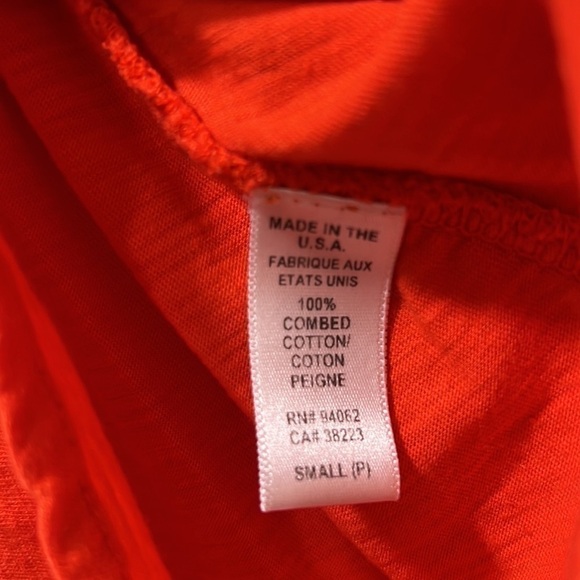 MADE IN THE
U.S.A.
FABRIQUE AUX
ETATS UNIS
100%
COMBED
COTTON/
COTON
PEIGNE
RN# 94062
CA# 38223
SMALL (P)